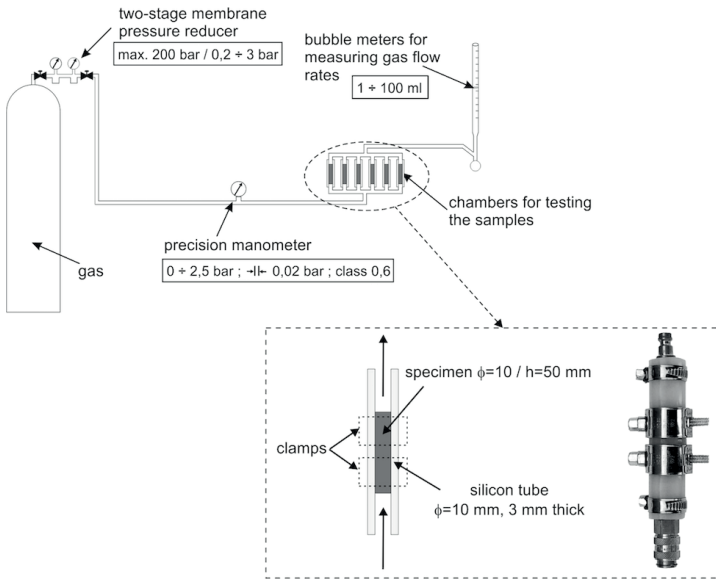 two-stage membrane
pressure reducer
max. 200 bar / 0,2 ÷ 3 bar
bubble meters for
measuring gas flow
rates
1 ÷ 100 ml
chambers for testing
the samples
precision manometer
0 ÷ 2,5 bar ; ⇥⇤ 0,02 bar ; class 0,6
gas
specimen ϕ=10 / h=50 mm
clamps
silicon tube
ϕ=10 mm, 3 mm thick